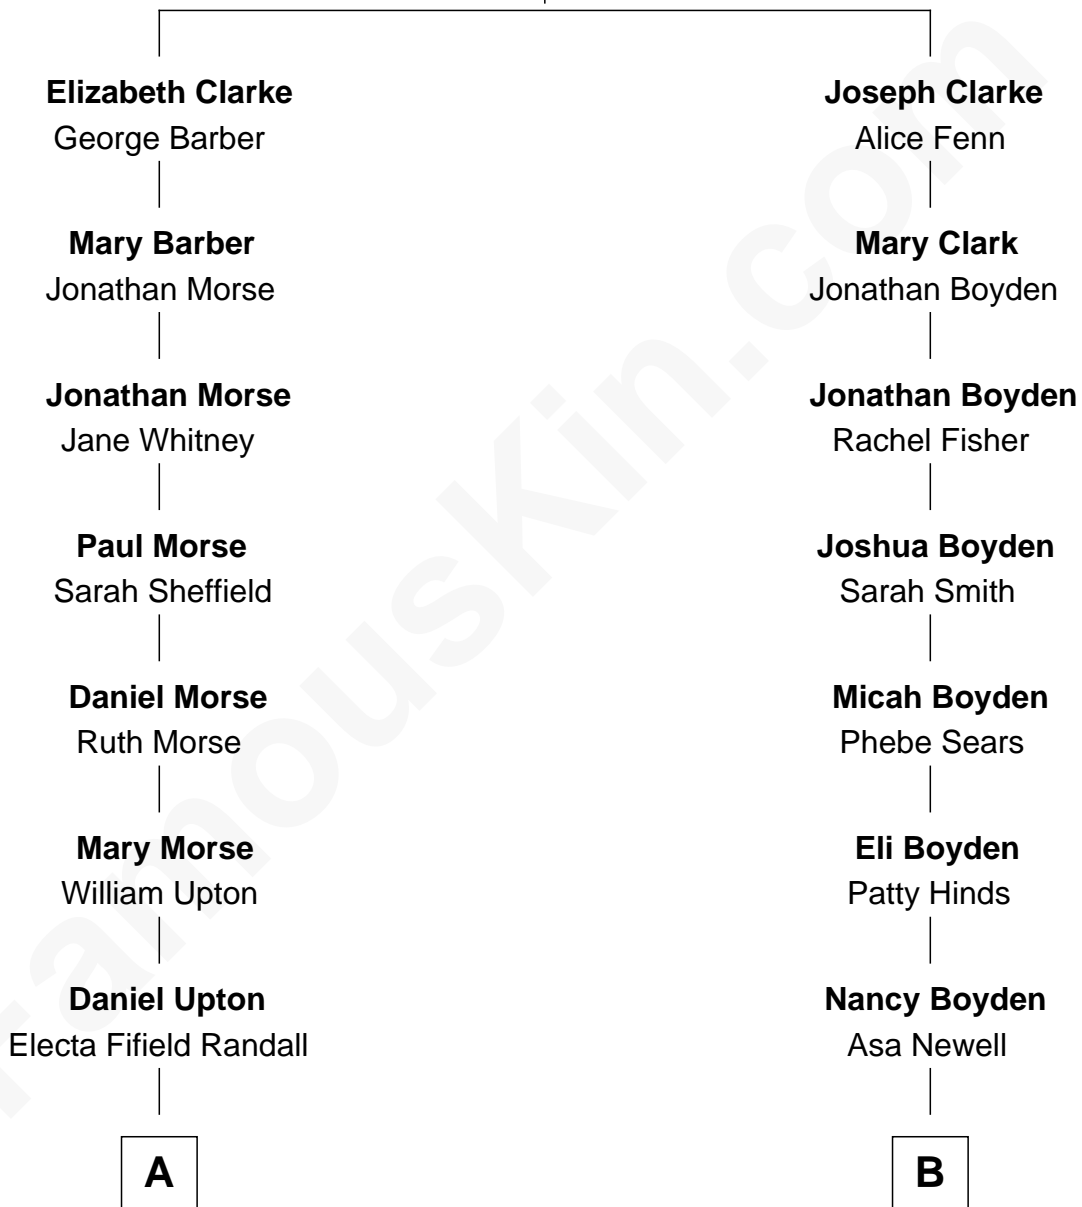 Elizabeth Clarke
George Barber
Mary Barber
Jonathan Morse
Jonathan Morse
Jane Whitney
Paul Morse
Sarah Sheffield
Daniel Morse
Ruth Morse
Mary Morse
William Upton
Daniel Upton
Electa Fifield Randall
A
Joseph Clarke
Alice Fenn
Mary Clark
Jonathan Boyden
Jonathan Boyden
Rachel Fisher
Joshua Boyden
Sarah Smith
Micah Boyden
Phebe Sears
Eli Boyden
Patty Hinds
Nancy Boyden
Asa Newell
B
FamousKin.com